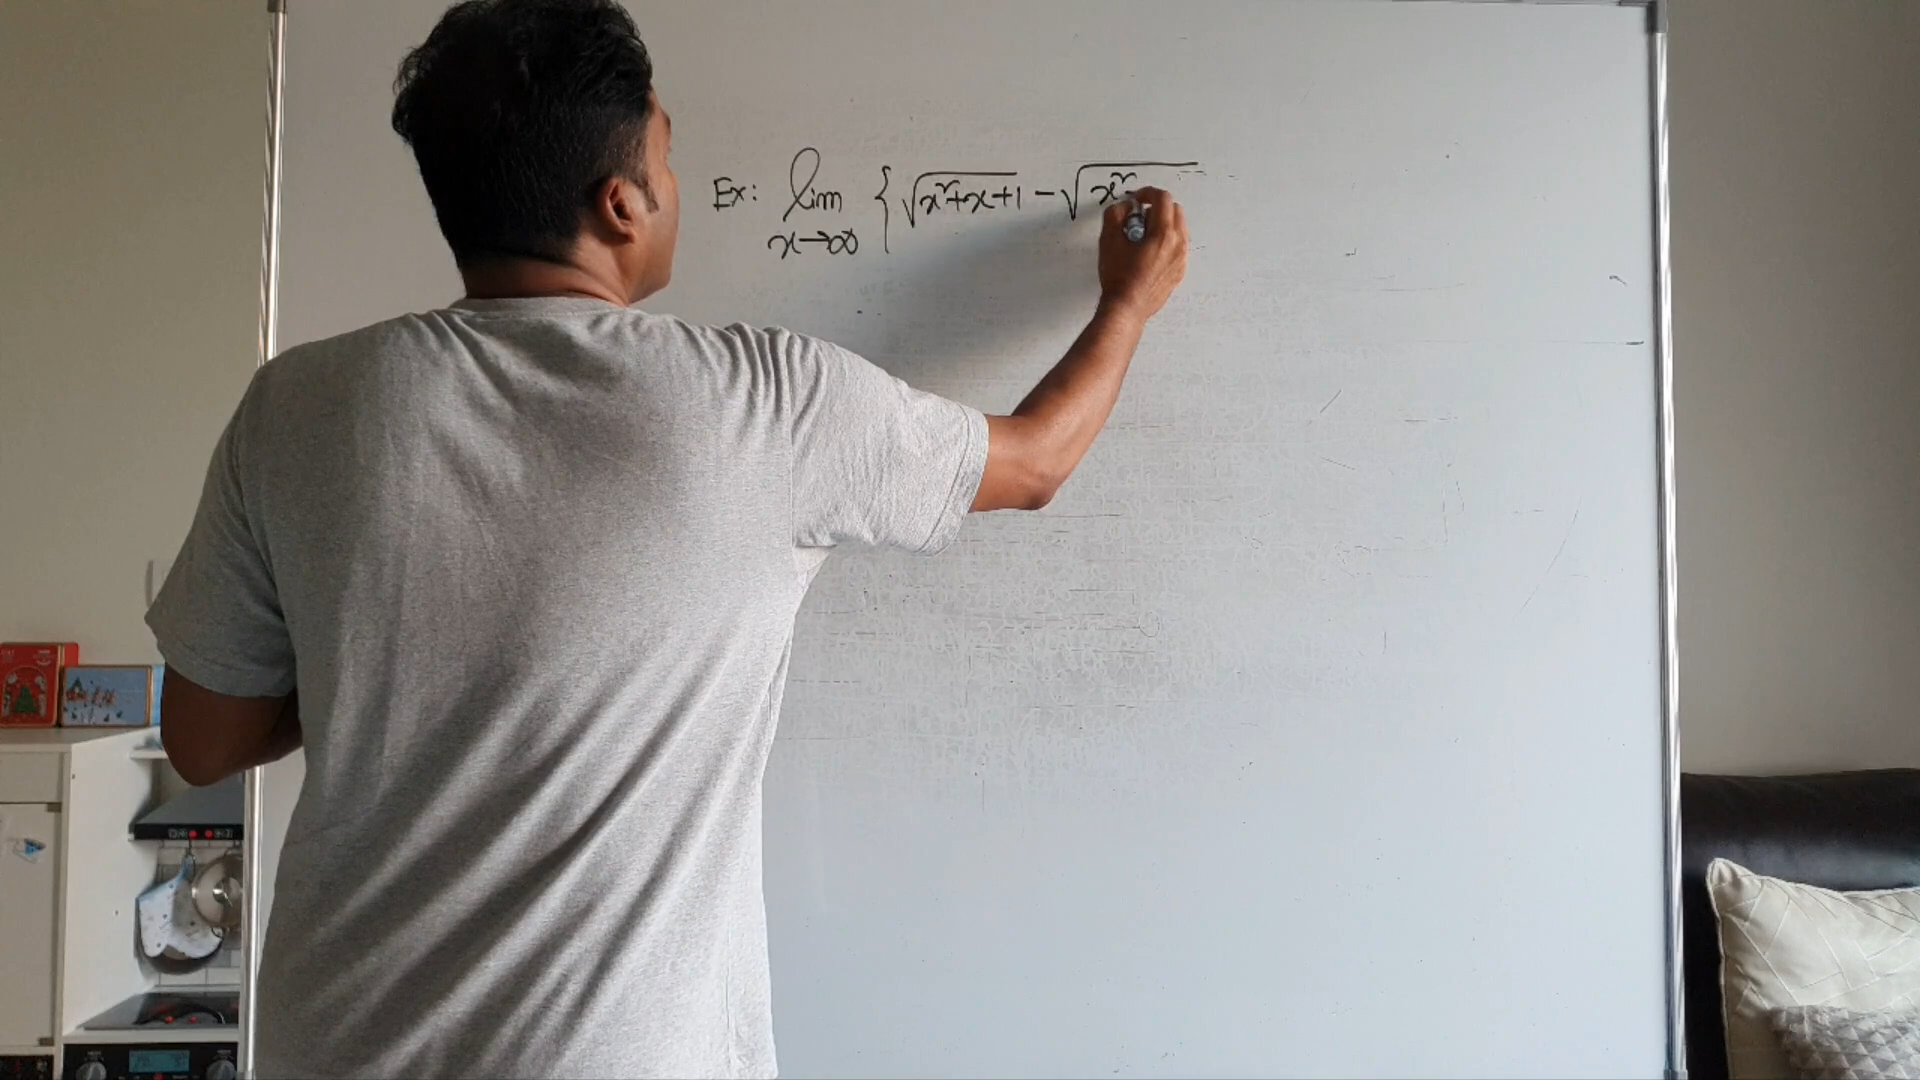 Ex: lim x→∞ { √x²+x+1 - √x²